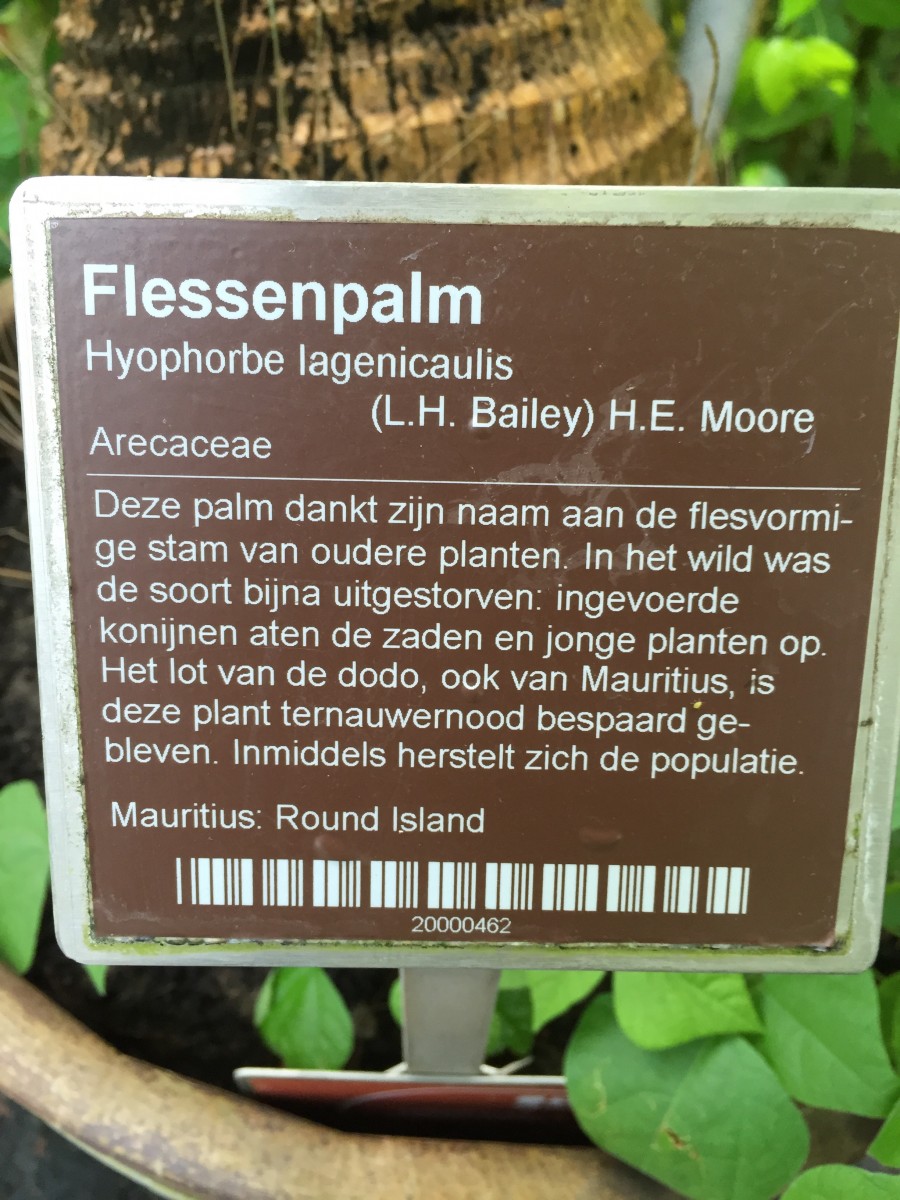 Flessenpalm
Hyophorbe lagenicaulis
(L.H. Bailey) H.E. Moore
Arecaceae
Deze palm dankt zijn naam aan de flesvormi-
ge stam van oudere planten. In het wild was
de soort bijna uitgestorven: ingevoerde
konijnen aten de zaden en jonge planten op.
Het lot van de dodo, ook van Mauritius, is
deze plant ternauwernood bespaard ge-
bleven. Inmiddels herstelt zich de populatie.
Mauritius: Round Island
20000462